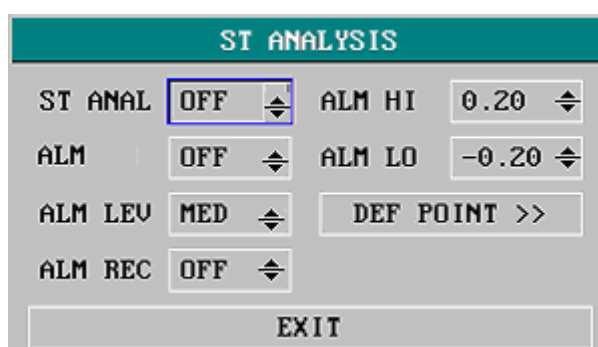 ST ANALYSIS
ST ANAL OFF ALM HI 0.20
ALM OFF ALM LO -0.20
ALM LEV MED DEF POINT >>
ALM REC OFF
EXIT